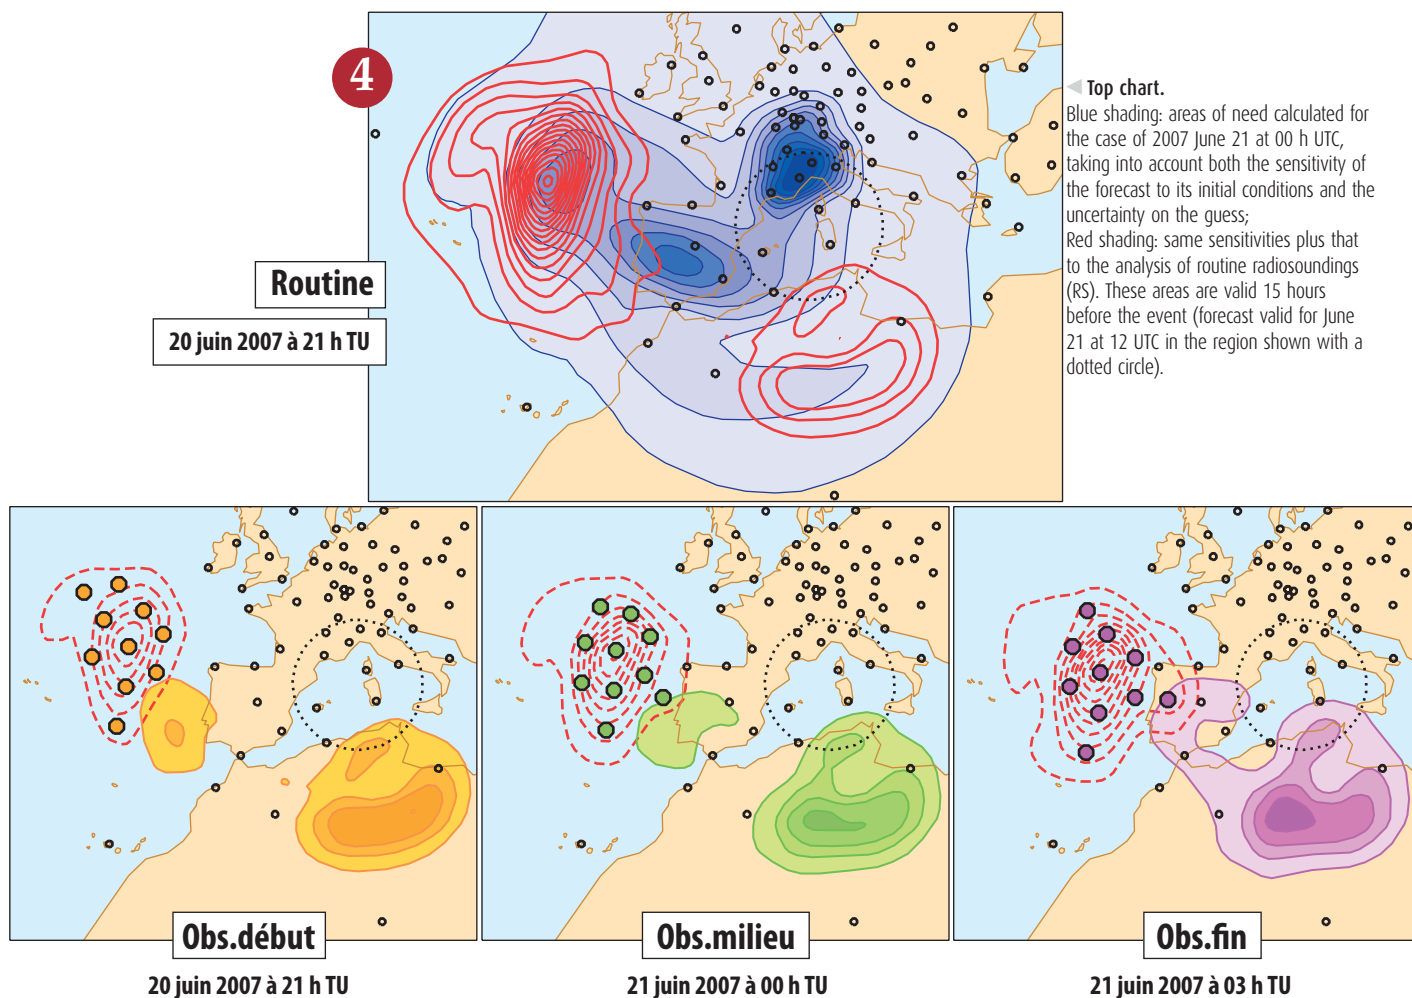 4
Top chart.
Blue shading: areas of need calculated for
the case of 2007 June 21 at 00 h UTC,
taking into account both the sensitivity of
the forecast to its initial conditions and the
uncertainty on the guess;
Red shading: same sensitivities plus that
to the analysis of routine radiosoundings
(RS). These areas are valid 15 hours
before the event (forecast valid for June
21 at 12 UTC in the region shown with a
dotted circle).
Routine
20 juin 2007 à 21 h TU
Obs.début
20 juin 2007 à 21 h TU
Obs.milieu
21 juin 2007 à 00 h TU
Obs.fin
21 juin 2007 à 03 h TU